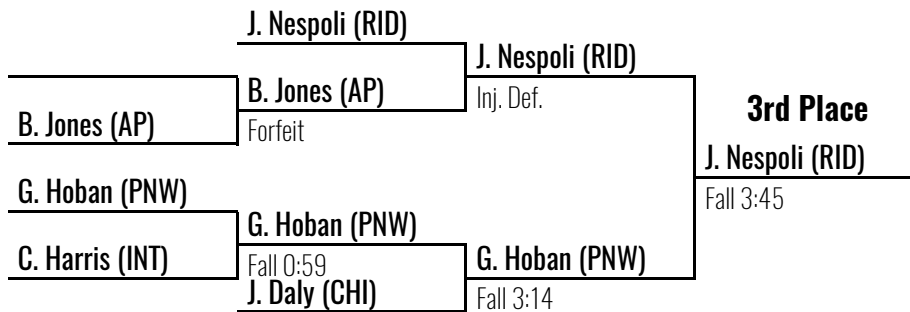 J. Nespoli (RID)
J. Nespoli (RID)
B. Jones (AP)
Inj. Def.
3rd Place
B. Jones (AP)
Forfeit
J. Nespoli (RID)
G. Hoban (PNW)
Fall 3:45
G. Hoban (PNW)
C. Harris (INT)
Fall 0:59
G. Hoban (PNW)
J. Daly (CHI)
Fall 3:14